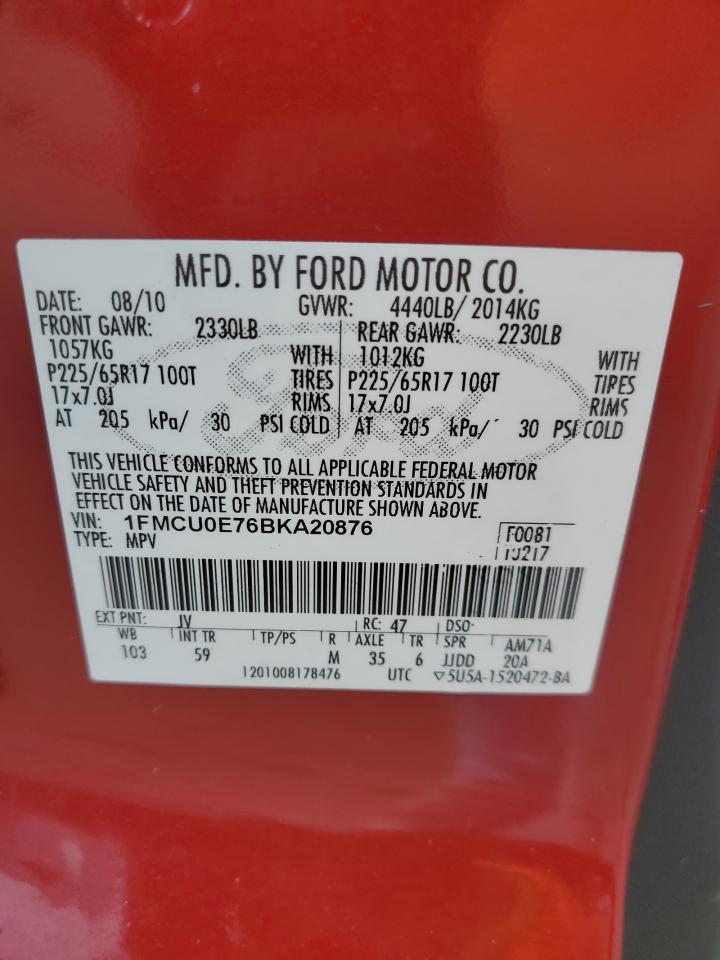 MFD. BY FORD MOTOR CO.
DATE: 08/10 GVWR: 4440LB/ 2014KG
FRONT GAWR: 2330LB REAR GAWR: 2230LB
1057KG WITH 1012KG WITH
P225/65R17 100T TIRES P225/65R17 100T TIRES
17x7.0J RIMS 17x7.0J RIMS
AT 205 kPa/ 30 PSI COLD AT 205 kPa/ 30 PSI COLD
THIS VEHICLE CONFORMS TO ALL APPLICABLE FEDERAL MOTOR
VEHICLE SAFETY AND THEFT PREVENTION STANDARDS IN
EFFECT ON THE DATE OF MANUFACTURE SHOWN ABOVE.
VIN: 1FMCU0E76BKA20876 F0081
TYPE: MPV
EXT PNT: JV RC: 47 DSO:
WB INT TR TP/PS R AXLE TR SPR AM71A
103 59 M 35 6 JJDD 20A
1201008178476 UTC ▽5U5A-1520472-BA